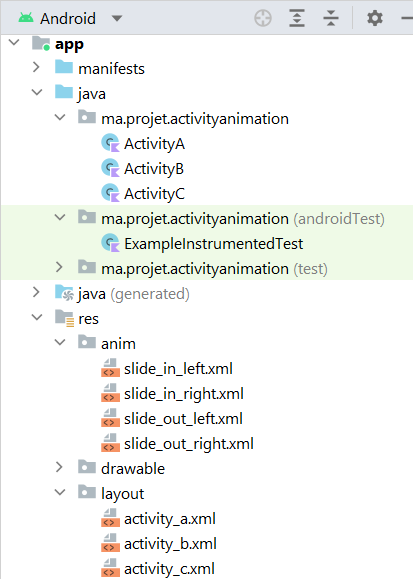 Android
app
manifests
java
ma.projet.activityanimation
ActivityA
ActivityB
ActivityC
ma.projet.activityanimation (androidTest)
ExampleInstrumentedTest
ma.projet.activityanimation (test)
java (generated)
res
anim
slide_in_left.xml
slide_in_right.xml
slide_out_left.xml
slide_out_right.xml
drawable
layout
activity_a.xml
activity_b.xml
activity_c.xml